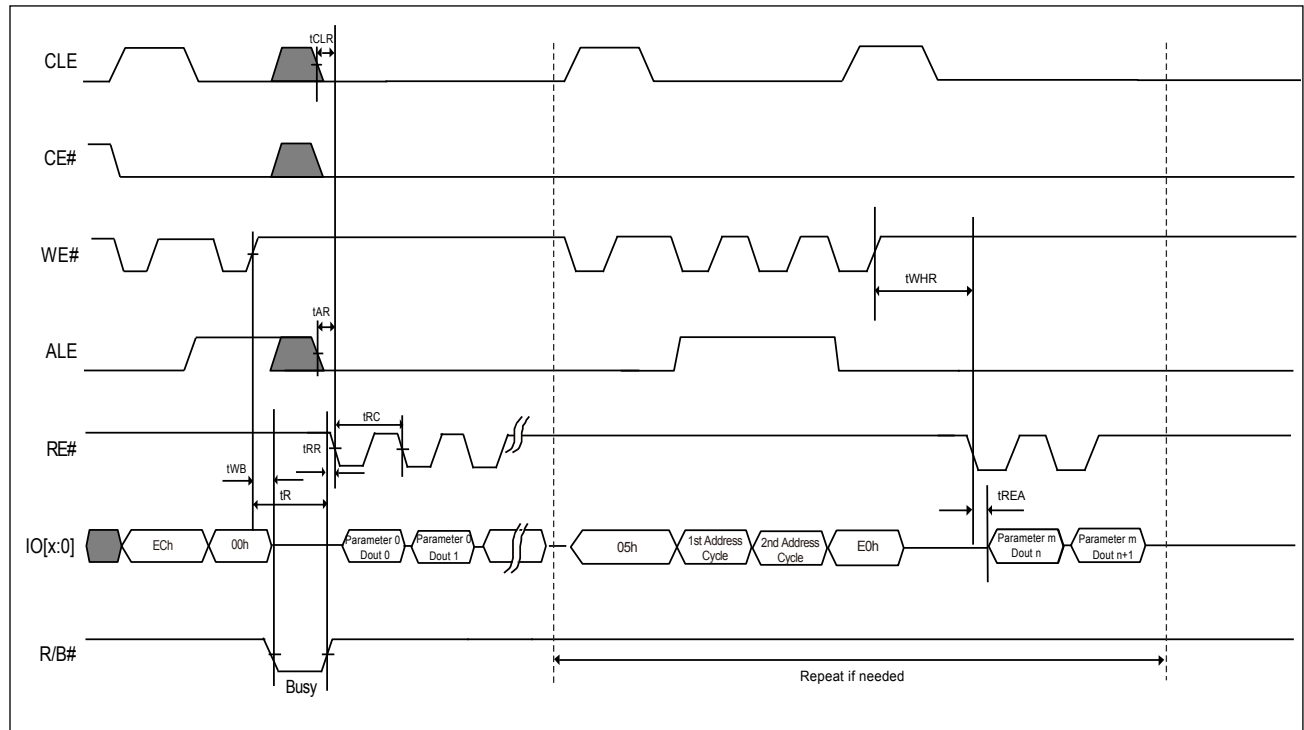 tCLR
CLE
CE#
WE#
tWHR
tAR
ALE
tRC
RE#
tRR
tWB
tR
tREA
IO[x:0]
ECh
00h
Parameter 0
Dout 0
Parameter 0
Dout 1
05h
1st Address
Cycle
2nd Address
Cycle
E0h
Parameter m
Dout n
Parameter m
Dout n+1
R/B#
Busy
Repeat if needed